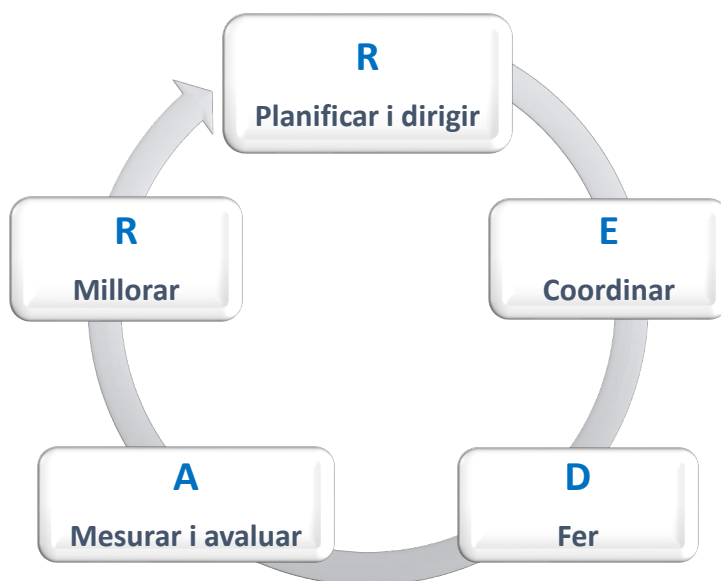 R
Planificar i dirigir
E
Coordinar
D
Fer
A
Mesurar i avaluar
R
Millorar